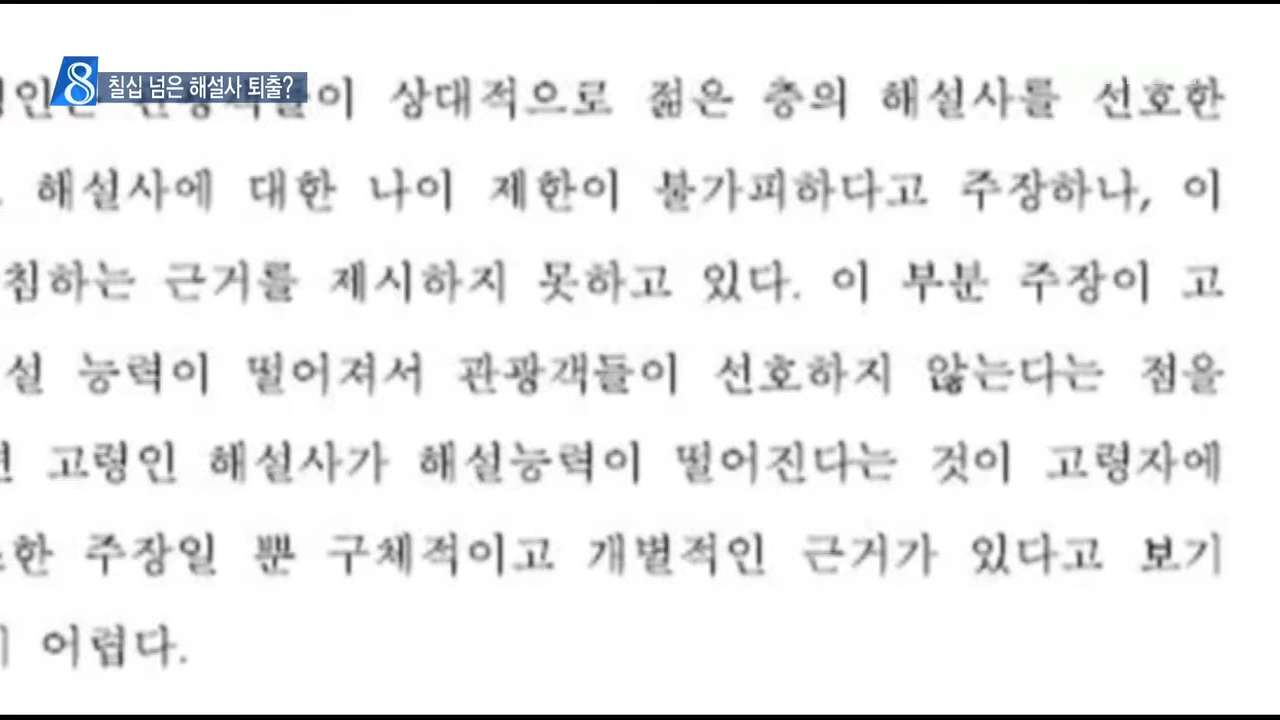 8 칠십 넘은 해설사 퇴출?
상대적으로 젊은 층의 해설사를 선호한
해설사에 대한 나이 제한이 불가피하다고 주장하나, 이
침하는 근거를 제시하지 못하고 있다. 이 부분 주장이 고
설 능력이 떨어져서 관광객들이 선호하지 않는다는 점을
고령인 해설사가 해설능력이 떨어진다는 것이 고령자에
한 주장일 뿐 구체적이고 개별적인 근거가 있다고 보기
어렵다.